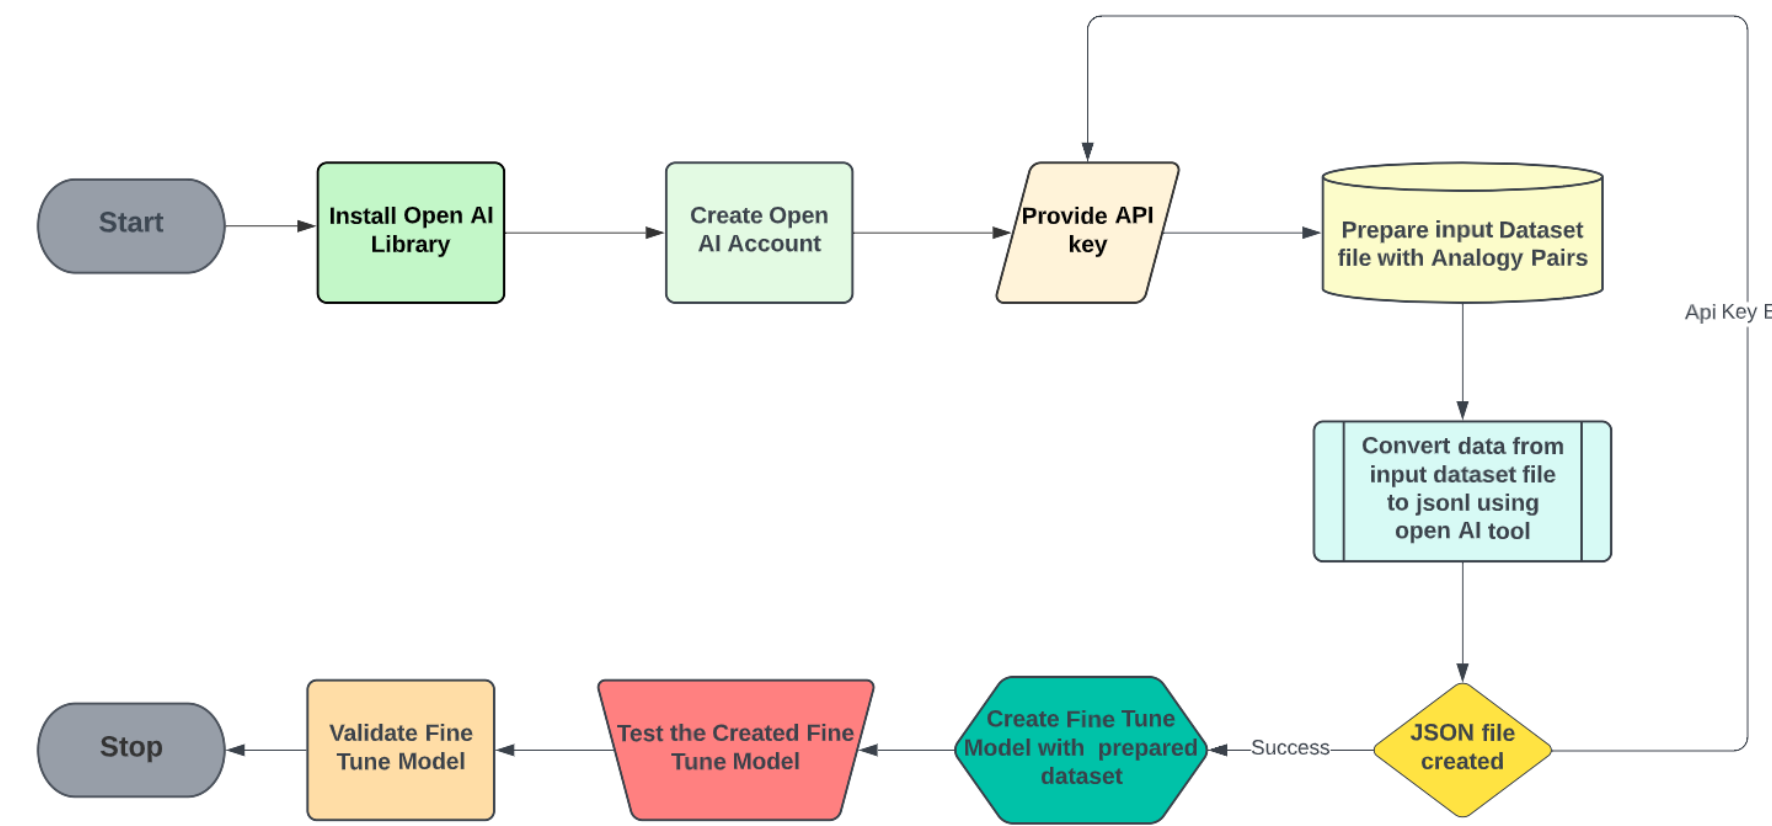 Start
Install Open AI
Library
Create Open
AI Account
Provide API
key
Prepare input Dataset
file with Analogy Pairs
Api Key
Convert data from
input dataset file
to jsonl using
open AI tool
JSON file
created
Success
Create Fine Tune
Model with prepared
dataset
Test the Created Fine
Tune Model
Validate Fine
Tune Model
Stop